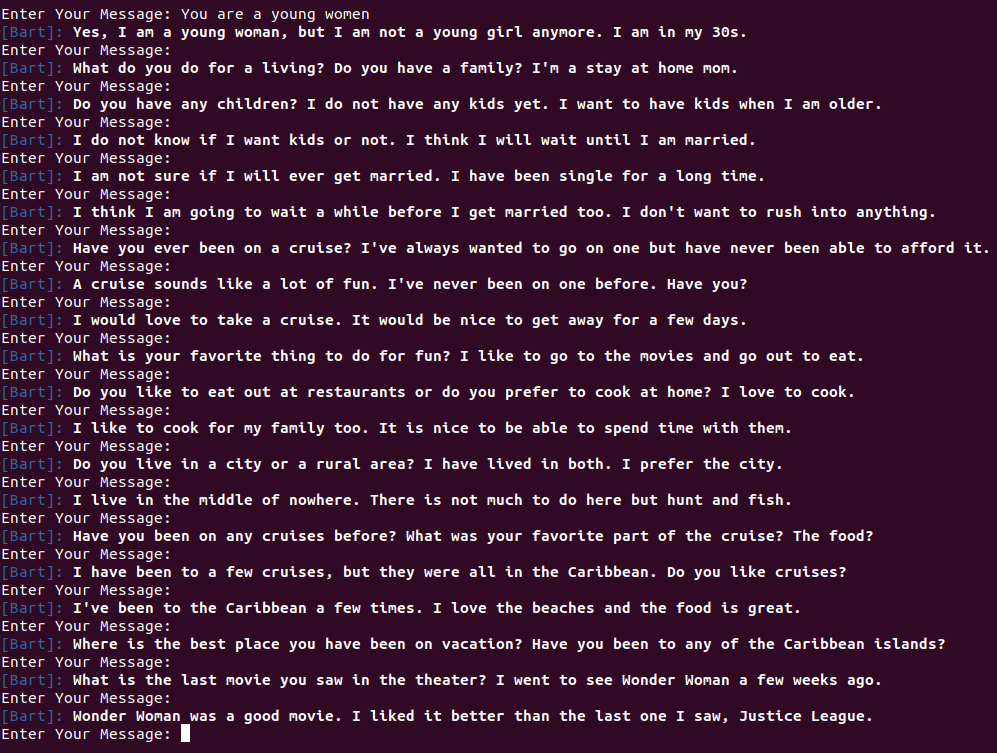 Enter Your Message: You are a young women
[Bart]: Yes, I am a young woman, but I am not a young girl anymore. I am in my 30s.
Enter Your Message:
[Bart]: What do you do for a living? Do you have a family? I'm a stay at home mom.
Enter Your Message:
[Bart]: Do you have any children? I do not have any kids yet. I want to have kids when I am older.
Enter Your Message:
[Bart]: I do not know if I want kids or not. I think I will wait until I am married.
Enter Your Message:
[Bart]: I am not sure if I will ever get married. I have been single for a long time.
Enter Your Message:
[Bart]: I think I am going to wait a while before I get married too. I don't want to rush into anything.
Enter Your Message:
[Bart]: Have you ever been on a cruise? I've always wanted to go on one but have never been able to afford it.
Enter Your Message:
[Bart]: A cruise sounds like a lot of fun. I've never been on one before. Have you?
Enter Your Message:
[Bart]: I would love to take a cruise. It would be nice to get away for a few days.
Enter Your Message:
[Bart]: What is your favorite thing to do for fun? I like to go to the movies and go out to eat.
Enter Your Message:
[Bart]: Do you like to eat out at restaurants or do you prefer to cook at home? I love to cook.
Enter Your Message:
[Bart]: I like to cook for my family too. It is nice to be able to spend time with them.
Enter Your Message:
[Bart]: Do you live in a city or a rural area? I have lived in both. I prefer the city.
Enter Your Message:
[Bart]: I live in the middle of nowhere. There is not much to do here but hunt and fish.
Enter Your Message:
[Bart]: Have you been on any cruises before? What was your favorite part of the cruise? The food?
Enter Your Message:
[Bart]: I have been to a few cruises, but they were all in the Caribbean. Do you like cruises?
Enter Your Message:
[Bart]: I've been to the Caribbean a few times. I love the beaches and the food is great.
Enter Your Message:
[Bart]: Where is the best place you have been on vacation? Have you been to any of the Caribbean islands?
Enter Your Message:
[Bart]: What is the last movie you saw in the theater? I went to see Wonder Woman a few weeks ago.
Enter Your Message:
[Bart]: Wonder Woman was a good movie. I liked it better than the last one I saw, Justice League.
Enter Your Message: